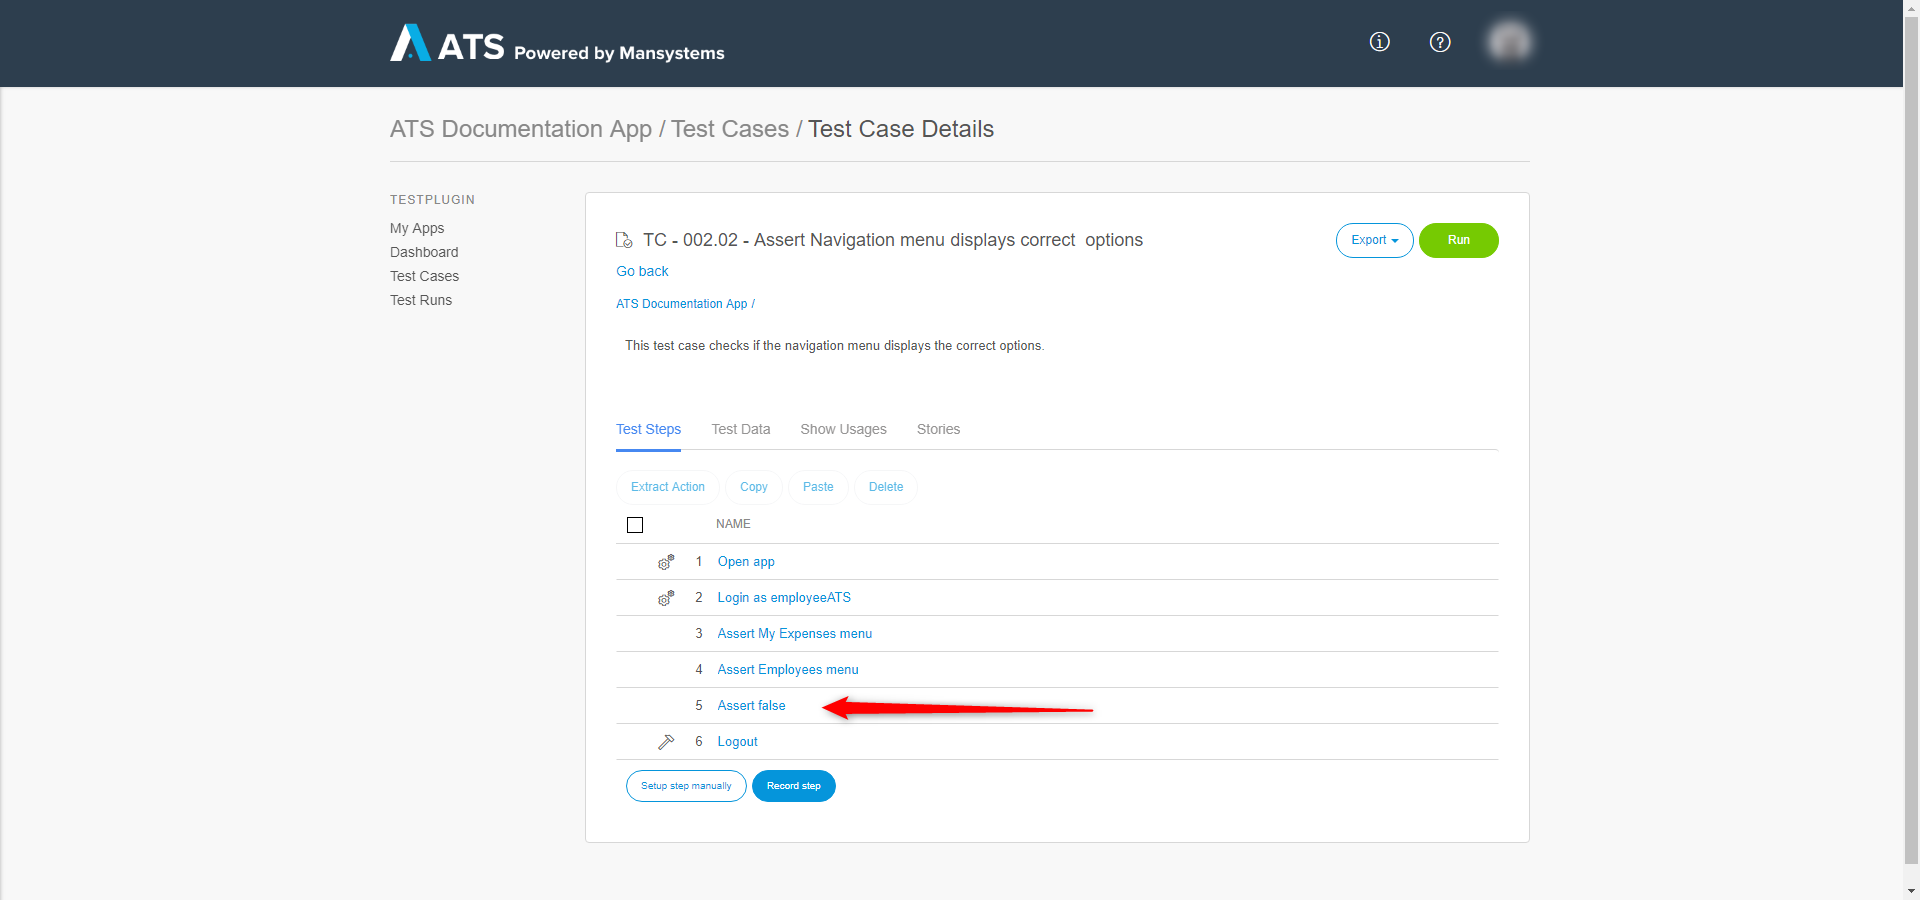 ATS Powered by Mansystems
ATS Documentation App / Test Cases / Test Case Details
TESTPLUGIN
My Apps
Dashboard
Test Cases
Test Runs
TC - 002.02 - Assert Navigation menu displays correct options
Export
Run
Go back
ATS Documentation App /
This test case checks if the navigation menu displays the correct options.
Test Steps Test Data Show Usages Stories
Extract Action Copy Paste Delete
NAME
1 Open app
2 Login as employeeATS
3 Assert My Expenses menu
4 Assert Employees menu
5 Assert false
6 Logout
Setup step manually Record step